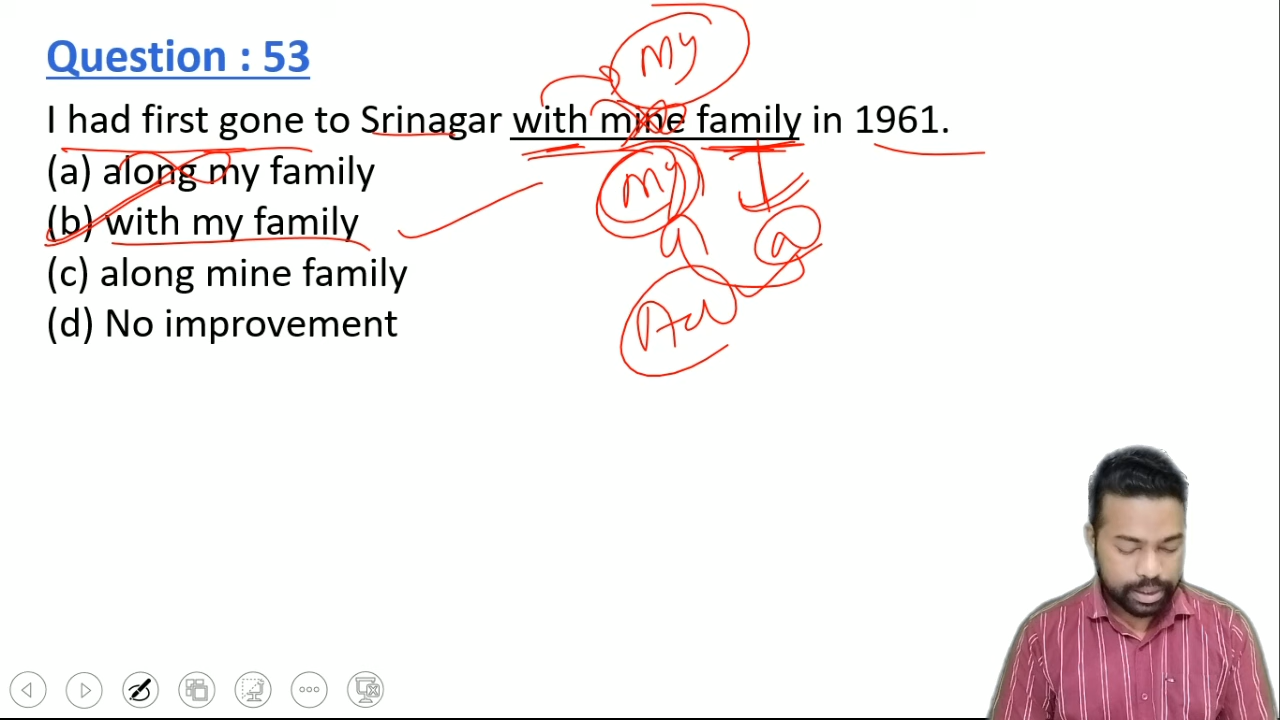 Question : 53
My
I had first gone to Srinagar with mine family in 1961.
(a) along my family
My
(b) with my family
a
(c) along mine family
(d) No improvement